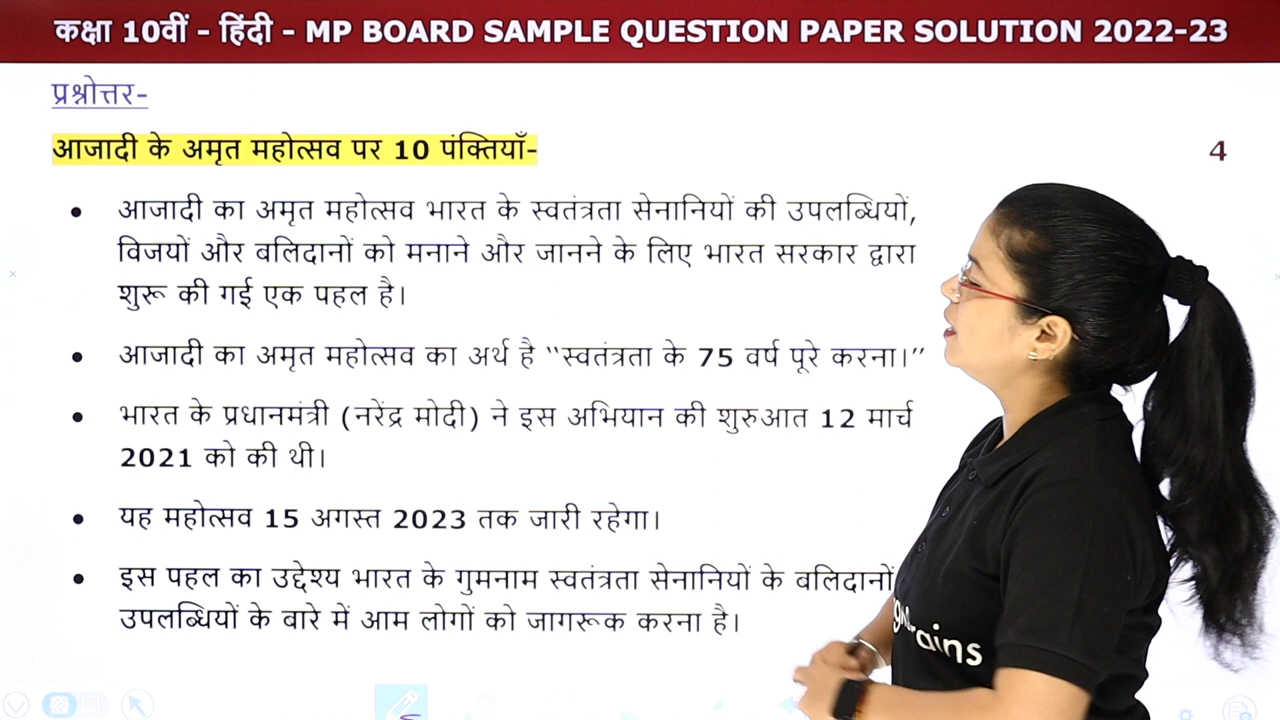 कक्षा 10वीं - हिंदी - MP BOARD SAMPLE QUESTION PAPER SOLUTION 2022-23
प्रश्नोत्तर-
आजादी के अमृत महोत्सव पर 10 पंक्तियाँ- 4
• आजादी का अमृत महोत्सव भारत के स्वतंत्रता सेनानियों की उपलब्धियों,
विजयों और बलिदानों को मनाने और जानने के लिए भारत सरकार द्वारा
शुरू की गई एक पहल है।
• आजादी का अमृत महोत्सव का अर्थ है ‘‘स्वतंत्रता के 75 वर्ष पूरे करना।’’
• भारत के प्रधानमंत्री (नरेंद्र मोदी) ने इस अभियान की शुरुआत 12 मार्च
2021 को की थी।
• यह महोत्सव 15 अगस्त 2023 तक जारी रहेगा।
• इस पहल का उद्देश्य भारत के गुमनाम स्वतंत्रता सेनानियों के बलिदानों
उपलब्धियों के बारे में आम लोगों को जागरूक करना है।